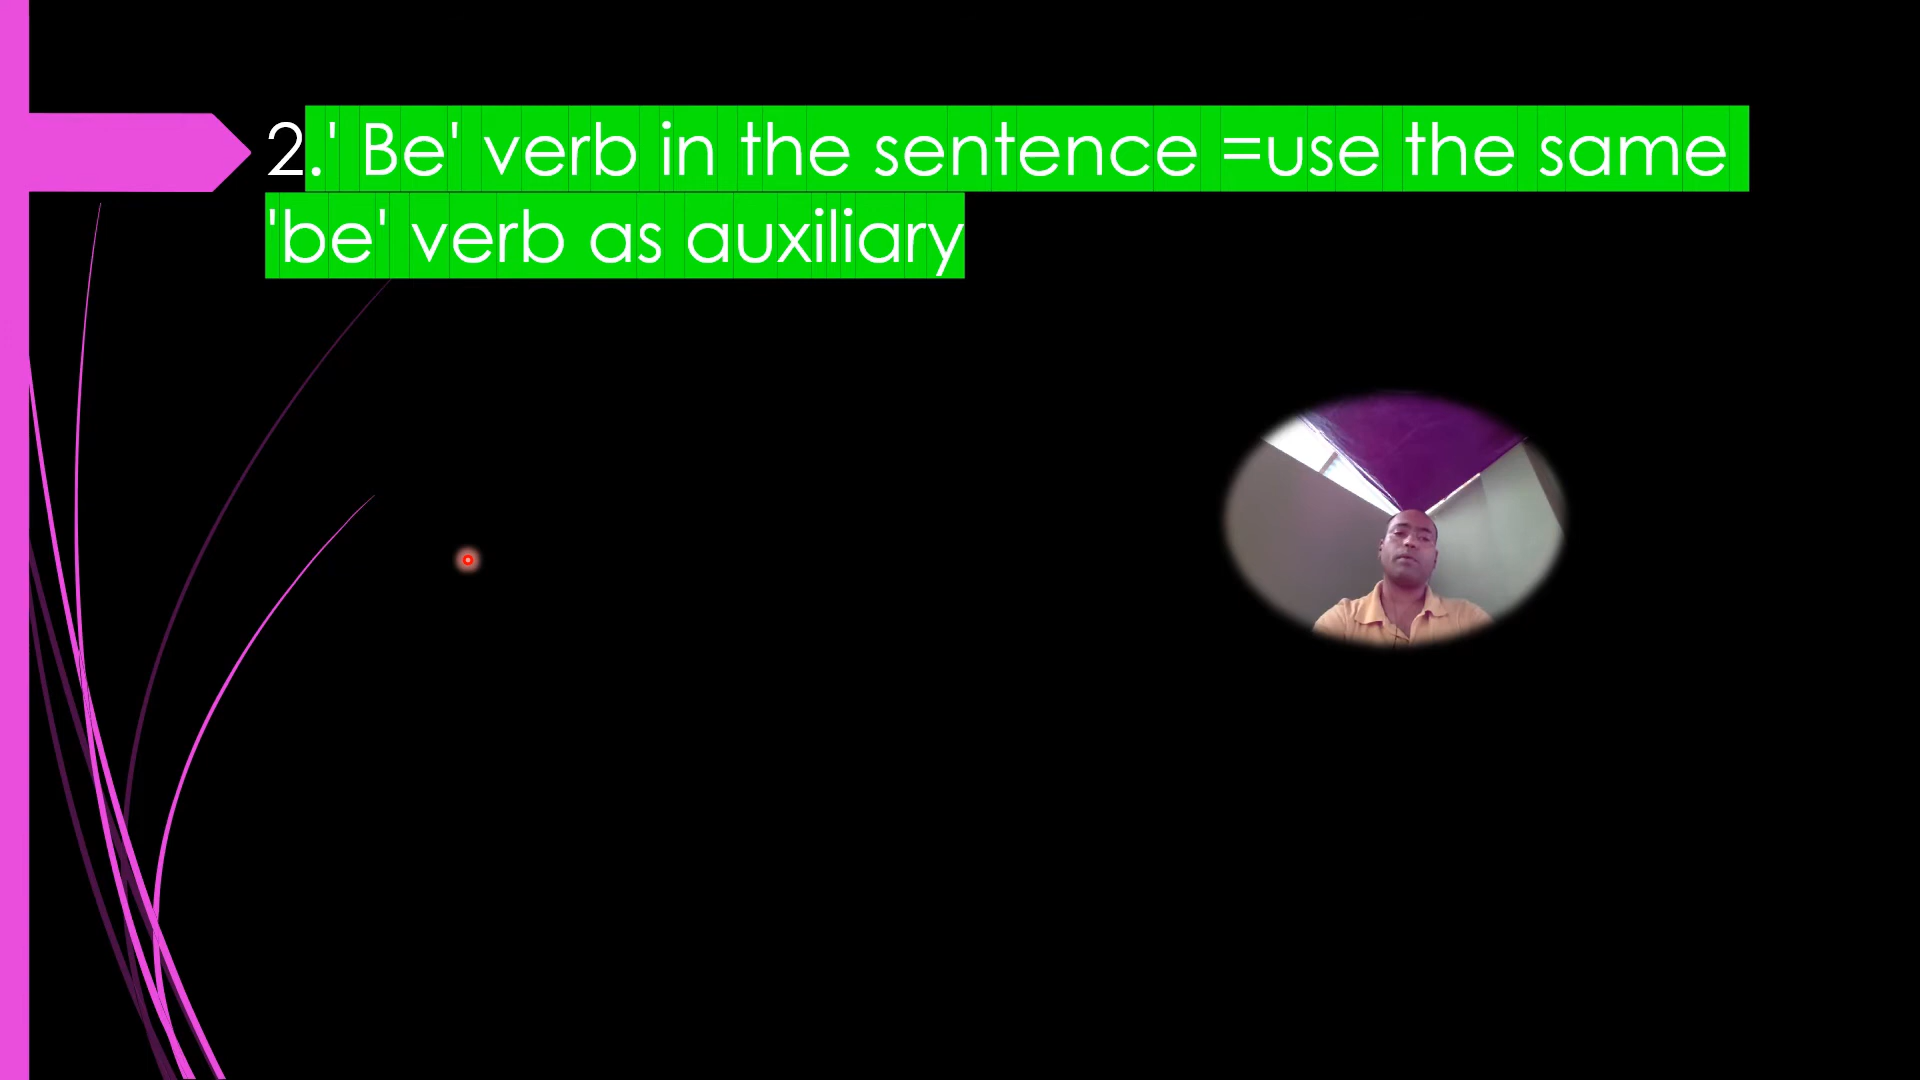 2.' Be' verb in the sentence =use the same
'be' verb as auxiliary